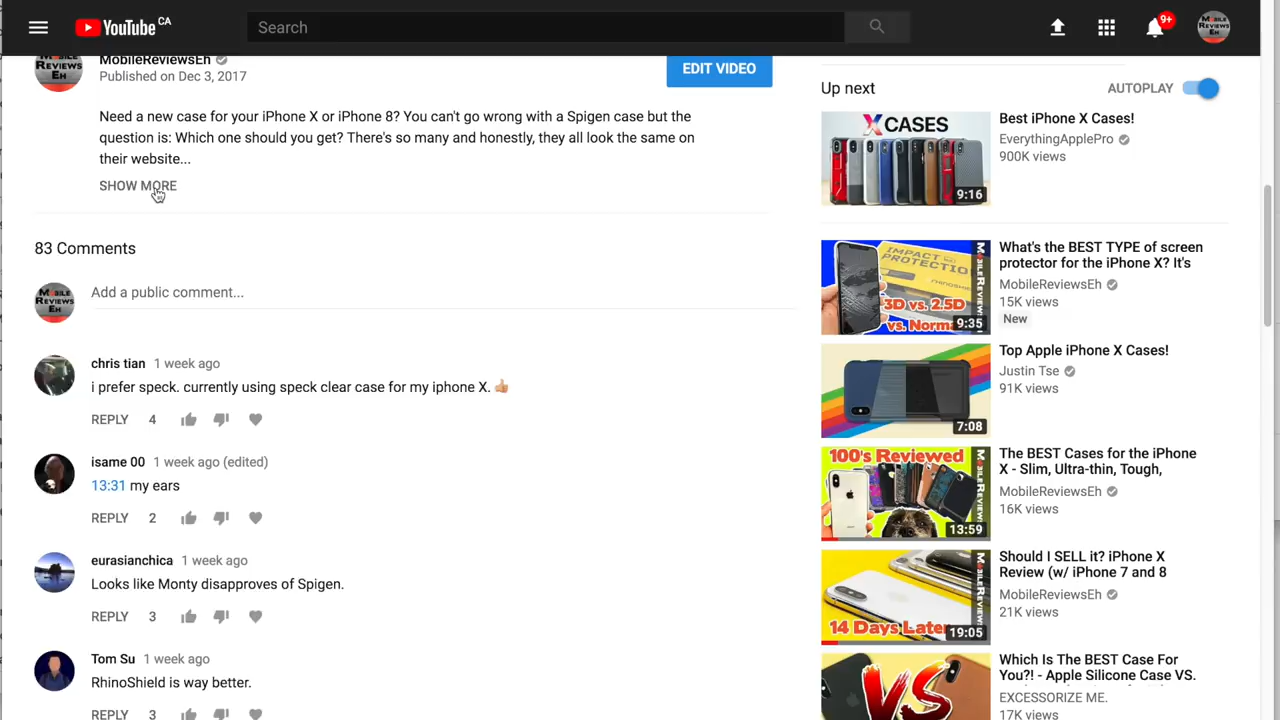 YouTube CA
Search
9+
MobileReviewsEh
Published on Dec 3, 2017
EDIT VIDEO
Need a new case for your iPhone X or iPhone 8? You can't go wrong with a Spigen case but the
question is: Which one should you get? There's so many and honestly, they all look the same on
their website...
SHOW MORE
83 Comments
Add a public comment...
chris tian 1 week ago
i prefer speck. currently using speck clear case for my iphone X. 👍🏼
REPLY 4
isame 00 1 week ago (edited)
13:31 my ears
REPLY 2
eurasianchica 1 week ago
Looks like Monty disapproves of Spigen.
REPLY 3
Tom Su 1 week ago
RhinoShield is way better.
REPLY 3
Up next
AUTOPLAY
X CASES
9:16
Best iPhone X Cases!
EverythingApplePro
900K views
IMPACT
PROTECTION
3D vs. 2.5D
vs. Norma
9:35
What's the BEST TYPE of screen
protector for the iPhone X? It's
MobileReviewsEh
15K views
New
7:08
Top Apple iPhone X Cases!
Justin Tse
91K views
100's Reviewed
13:59
The BEST Cases for the iPhone
X - Slim, Ultra-thin, Tough,
MobileReviewsEh
16K views
14 Days Later
19:05
Should I SELL it? iPhone X
Review (w/ iPhone 7 and 8
MobileReviewsEh
21K views
VS
Which Is The BEST Case For
You?! - Apple Silicone Case VS.
EXCESSORIZE ME.
17K views